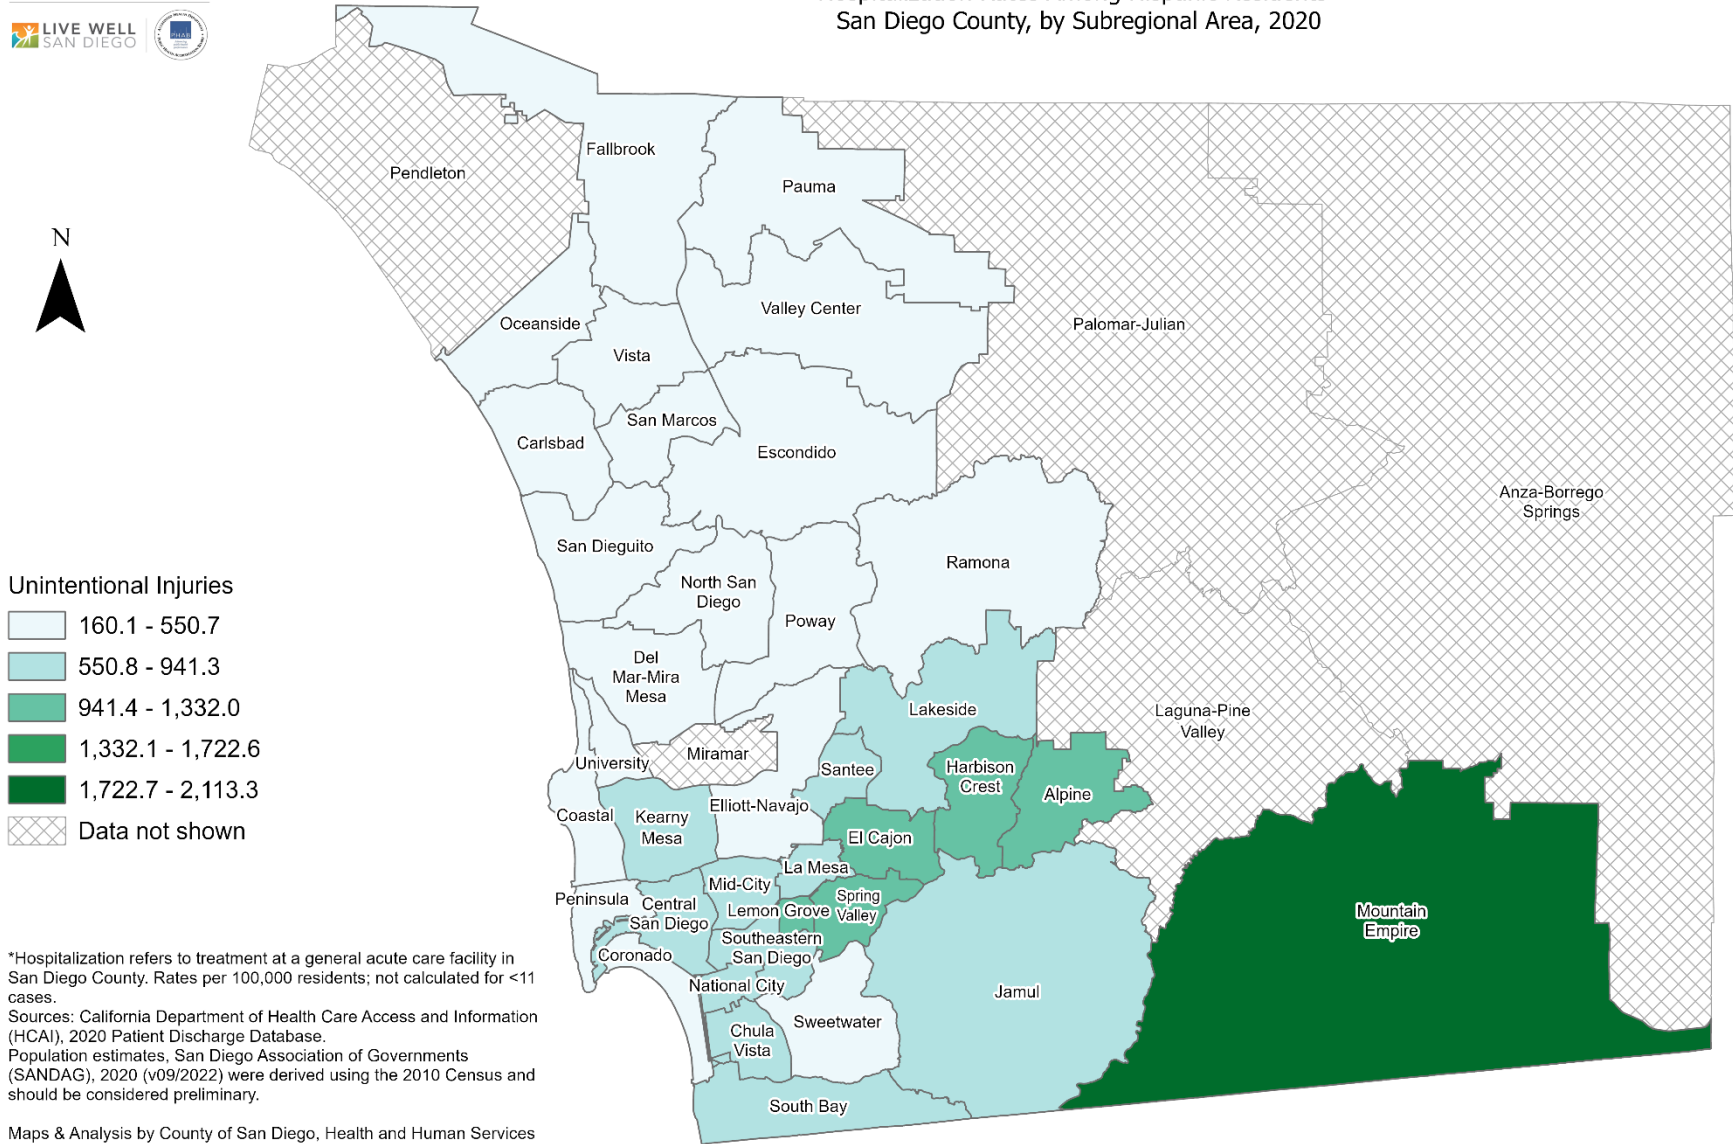 LIVE WELL
SAN DIEGO
PHAB
San Diego County, by Subregional Area, 2020
N
Pendleton
Fallbrook
Pauma
Oceanside
Vista
Valley Center
Palomar-Julian
San Marcos
Carlsbad
Escondido
Anza-Borrego
Springs
San Dieguito
North San
Diego
Ramona
Poway
Del
Mar-Mira
Mesa
Lakeside
Laguna-Pine
Valley
Miramar
University
Santee
Harbison
Crest
Alpine
Elliott-Navajo
Coastal
Kearny
Mesa
El Cajon
La Mesa
Mid-City
Peninsula
Central
San Diego
Lemon Grove
Spring
Valley
Mountain
Empire
Southeastern
San Diego
Coronado
National City
Jamul
Sweetwater
Chula
Vista
South Bay
Unintentional Injuries
160.1 - 550.7
550.8 - 941.3
941.4 - 1,332.0
1,332.1 - 1,722.6
1,722.7 - 2,113.3
Data not shown
*Hospitalization refers to treatment at a general acute care facility in
San Diego County. Rates per 100,000 residents; not calculated for <11
cases.
Sources: California Department of Health Care Access and Information
(HCAI), 2020 Patient Discharge Database.
Population estimates, San Diego Association of Governments
(SANDAG), 2020 (v09/2022) were derived using the 2010 Census and
should be considered preliminary.
Maps & Analysis by County of San Diego, Health and Human Services